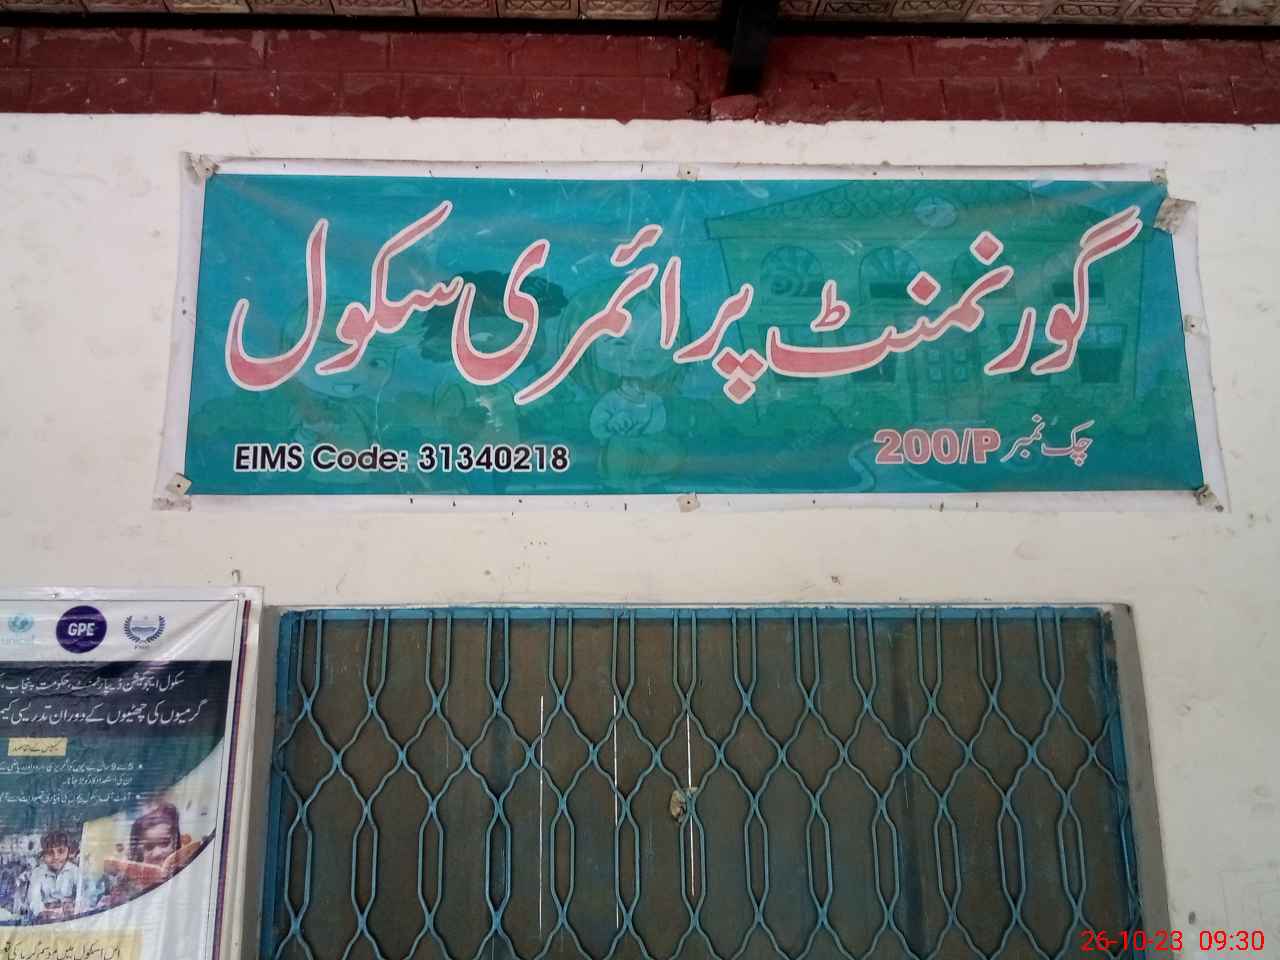 گورنمنٹ پرائمری سکول
چک نمبر 200/P
EIMS Code: 31340218
unicef
GPE
سکول ایجوکیشن ڈیپارٹمنٹ، حکومت پنجاب
گرمیوں کی چھٹیوں کے دوران تدریسی
26-10-23 09:30